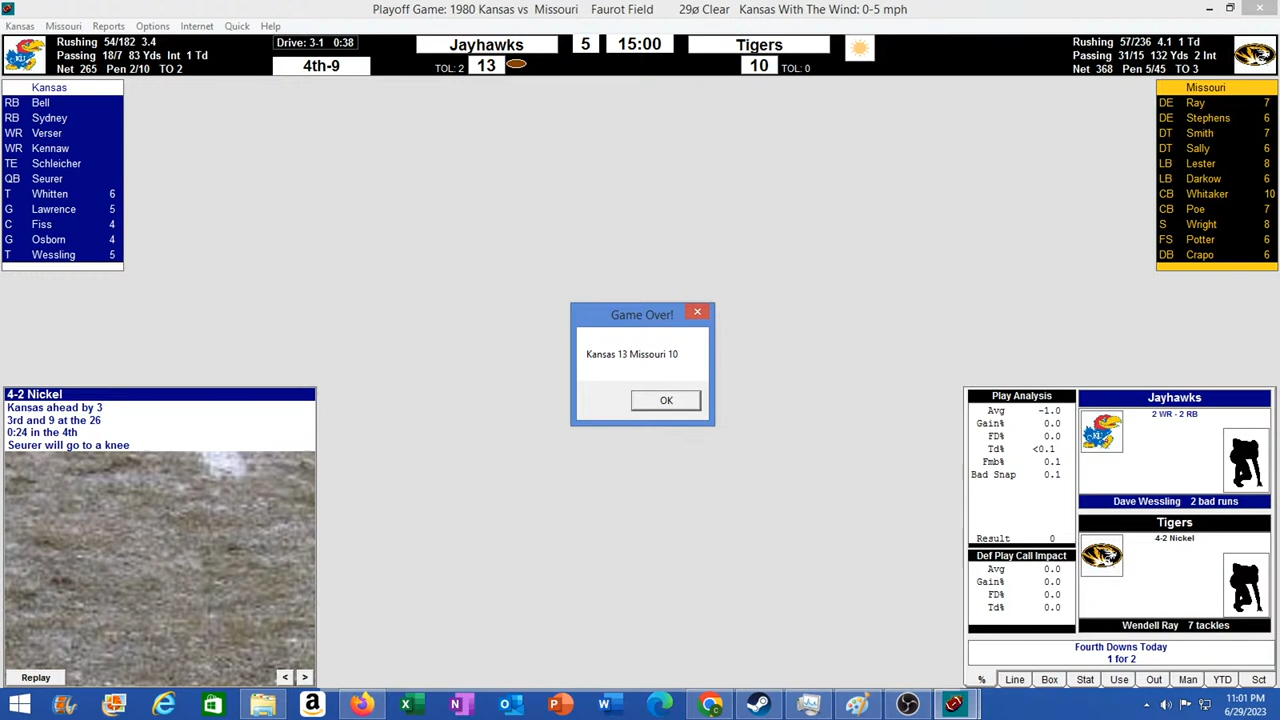 Playoff Game: 1980 Kansas vs Missouri Faurot Field 29ø Clear Kansas With The Wind: 0-5 mph
Kansas Missouri Reports Options Internet Quick Help
Rushing 54/182 3.4
Passing 18/7 83 Yds Int 1 Td
Net 265 Pen 2/10 TO 2
Drive: 3-1 0:38
4th-9
Jayhawks 5 15:00 Tigers
TOL: 2 13 10 TOL: 0
Rushing 57/236 4.1 1 Td
Passing 31/15 132 Yds 2 Int
Net 368 Pen 5/45 TO 3
Kansas
RB Bell
RB Sydney
WR Verser
WR Kennaw
TE Schleicher
QB Seurer
T Whitten 6
G Lawrence 5
C Fiss 4
G Osborn 4
T Wessling 5
Missouri
DE Ray 7
DE Stephens 6
DT Smith 7
DT Sally 6
LB Lester 8
LB Darkow 6
CB Whitaker 10
CB Poe 7
S Wright 8
FS Potter 6
DB Crapo 6
Game Over!
Kansas 13 Missouri 10
OK
4-2 Nickel
Kansas ahead by 3
3rd and 9 at the 26
0:24 in the 4th
Seurer will go to a knee
Replay < >
Play Analysis
Avg -1.0
Gain% 0.0
FD% 0.0
Td% <0.1
Fmb% 0.1
Bad Snap 0.1
Result 0
Def Play Call Impact
Avg 0.0
Gain% 0.0
FD% 0.0
Td% 0.0
Jayhawks
2 WR - 2 RB
Dave Wessling 2 bad runs
Tigers
4-2 Nickel
Wendell Ray 7 tackles
Fourth Downs Today
1 for 2
% Line Box Stat Use Out Man YTD Sct
11:01 PM
6/29/2023